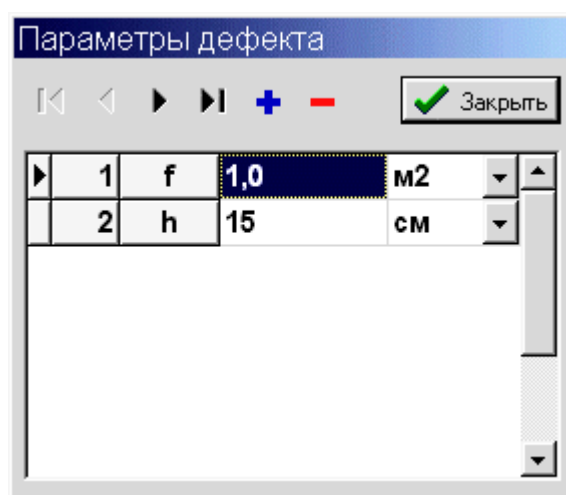 Параметры дефекта
Закрыть
1 f 1,0 м2
2 h 15 см